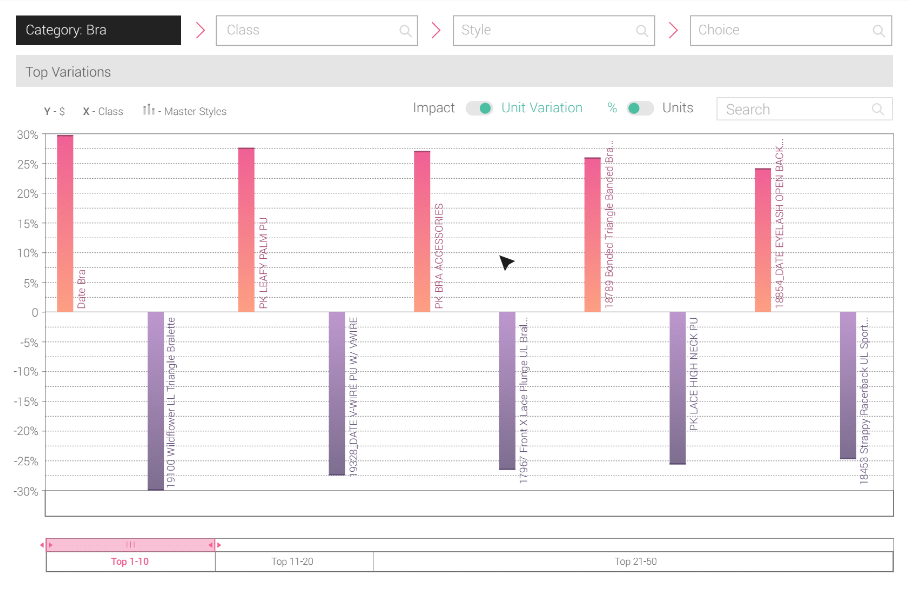 Category: Bra
Class
Style
Choice
Top Variations
Y - $
X - Class
- Master Styles
Impact
Unit Variation
%
Units
Search
30%
25%
20%
15%
10%
5%
0
-5%
-10%
-15%
-20%
-25%
-30%
Date Bra
19100 Wildflower LL Triangle Bralette
PK LEAFY PALM PU
19328_DATE V-WIRE PU W/ VWIRE
PK BRA ACCESSORIES
17967 Front X Lace Plunge UL Bral...
18789 Bonded Triangle Banded Bra...
PK LACE HIGH NECK PU
18854_DATE EYELASH OPEN BACK...
18453 Strappy Racerback UL Sport...
Top 1-10
Top 11-20
Top 21-50